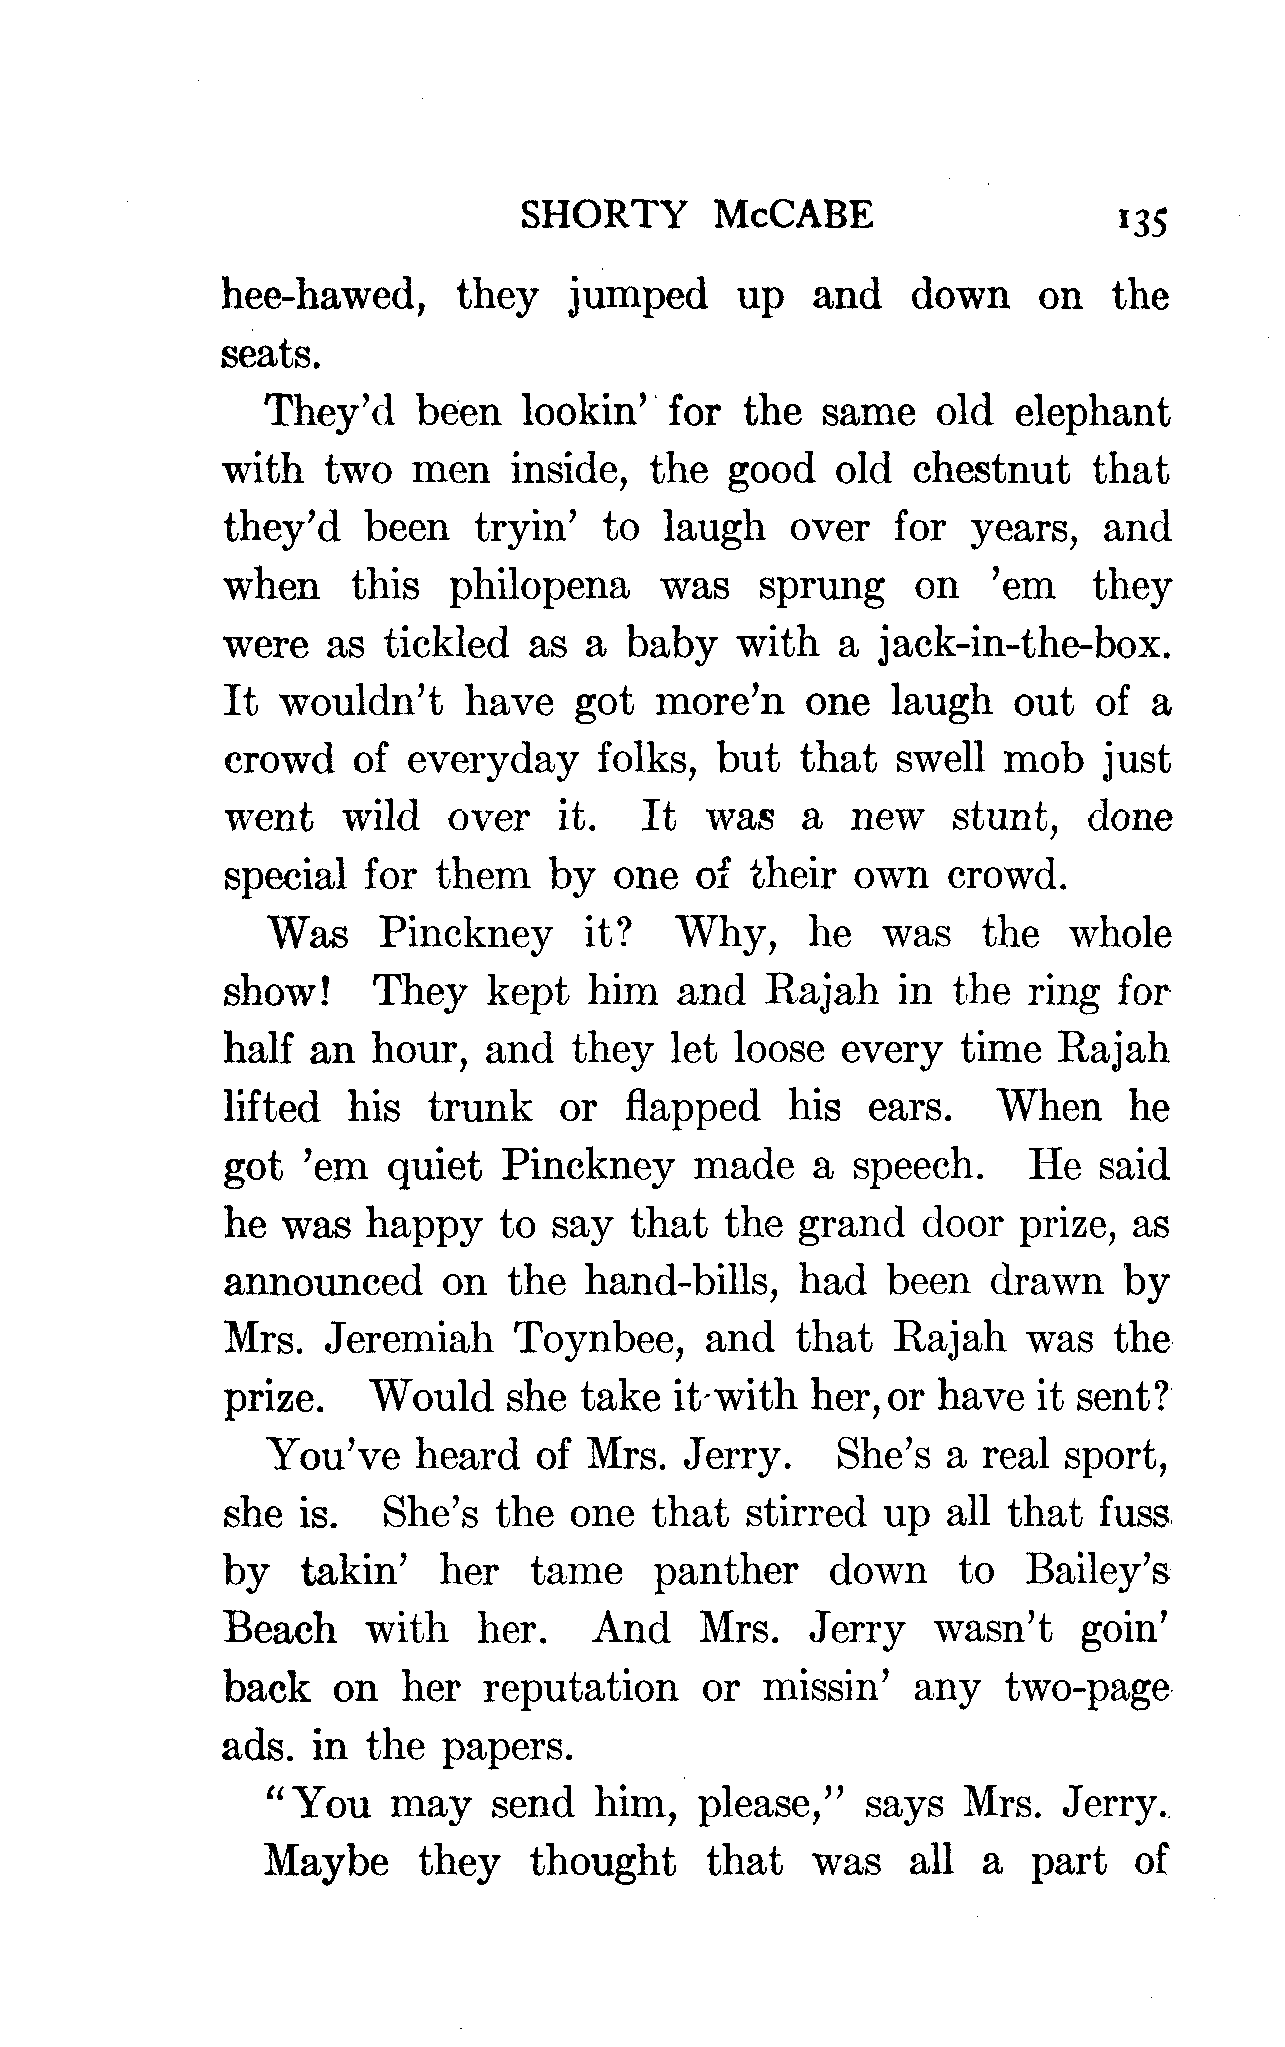 SHORTY McCABE 135
hee-hawed, they jumped up and down on the
seats.
They'd been lookin' for the same old elephant
with two men inside, the good old chestnut that
they'd been tryin' to laugh over for years, and
when this philopena was sprung on 'em they
were as tickled as a baby with a jack-in-the-box.
It wouldn't have got more'n one laugh out of a
crowd of everyday folks, but that swell mob just
went wild over it. It was a new stunt, done
special for them by one of their own crowd.
Was Pinckney it? Why, he was the whole
show! They kept him and Rajah in the ring for
half an hour, and they let loose every time Rajah
lifted his trunk or flapped his ears. When he
got 'em quiet Pinckney made a speech. He said
he was happy to say that the grand door prize, as
announced on the hand-bills, had been drawn by
Mrs. Jeremiah Toynbee, and that Rajah was the
prize. Would she take it with her, or have it sent?
You've heard of Mrs. Jerry. She's a real sport,
she is. She's the one that stirred up all that fuss
by takin' her tame panther down to Bailey's
Beach with her. And Mrs. Jerry wasn't goin'
back on her reputation or missin' any two-page
ads. in the papers.
"You may send him, please," says Mrs. Jerry.
Maybe they thought that was all a part of